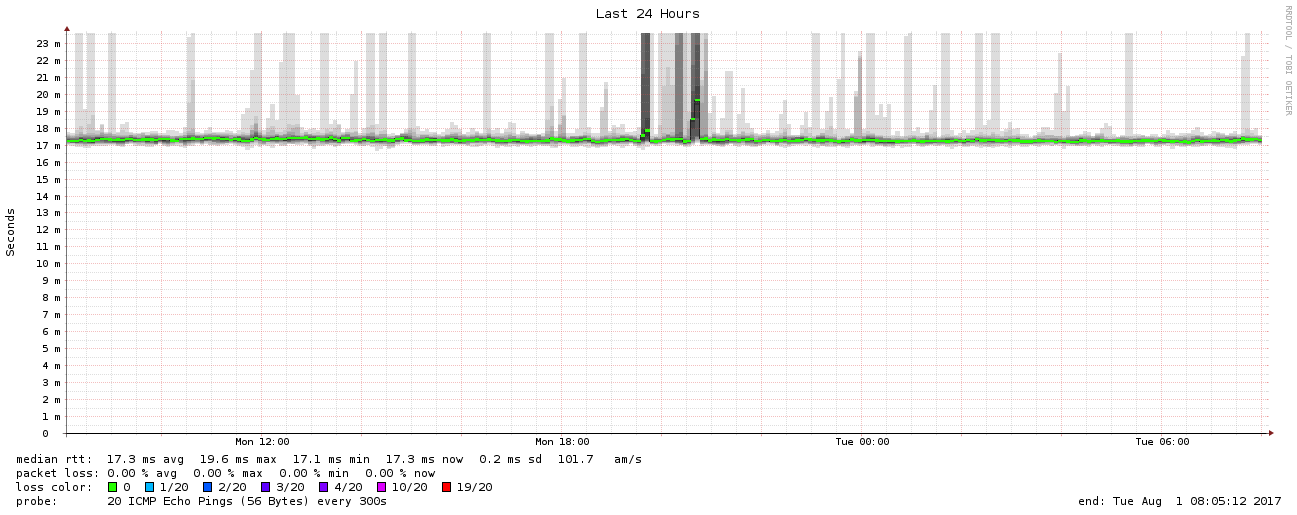 Last 24 Hours
RRDTOOL / TOBI OETIKER
Seconds
23 m
22 m
21 m
20 m
19 m
18 m
17 m
16 m
15 m
14 m
13 m
12 m
11 m
10 m
9 m
8 m
7 m
6 m
5 m
4 m
3 m
2 m
1 m
0
Mon 12:00 Mon 18:00 Tue 00:00 Tue 06:00
median rtt: 17.3 ms avg 19.6 ms max 17.1 ms min 17.3 ms now 0.2 ms sd 101.7 am/s
packet loss: 0.00 % avg 0.00 % max 0.00 % min 0.00 % now
loss color: 0 1/20 2/20 3/20 4/20 10/20 19/20
probe: 20 ICMP Echo Pings (56 Bytes) every 300s end: Tue Aug 1 08:05:12 2017